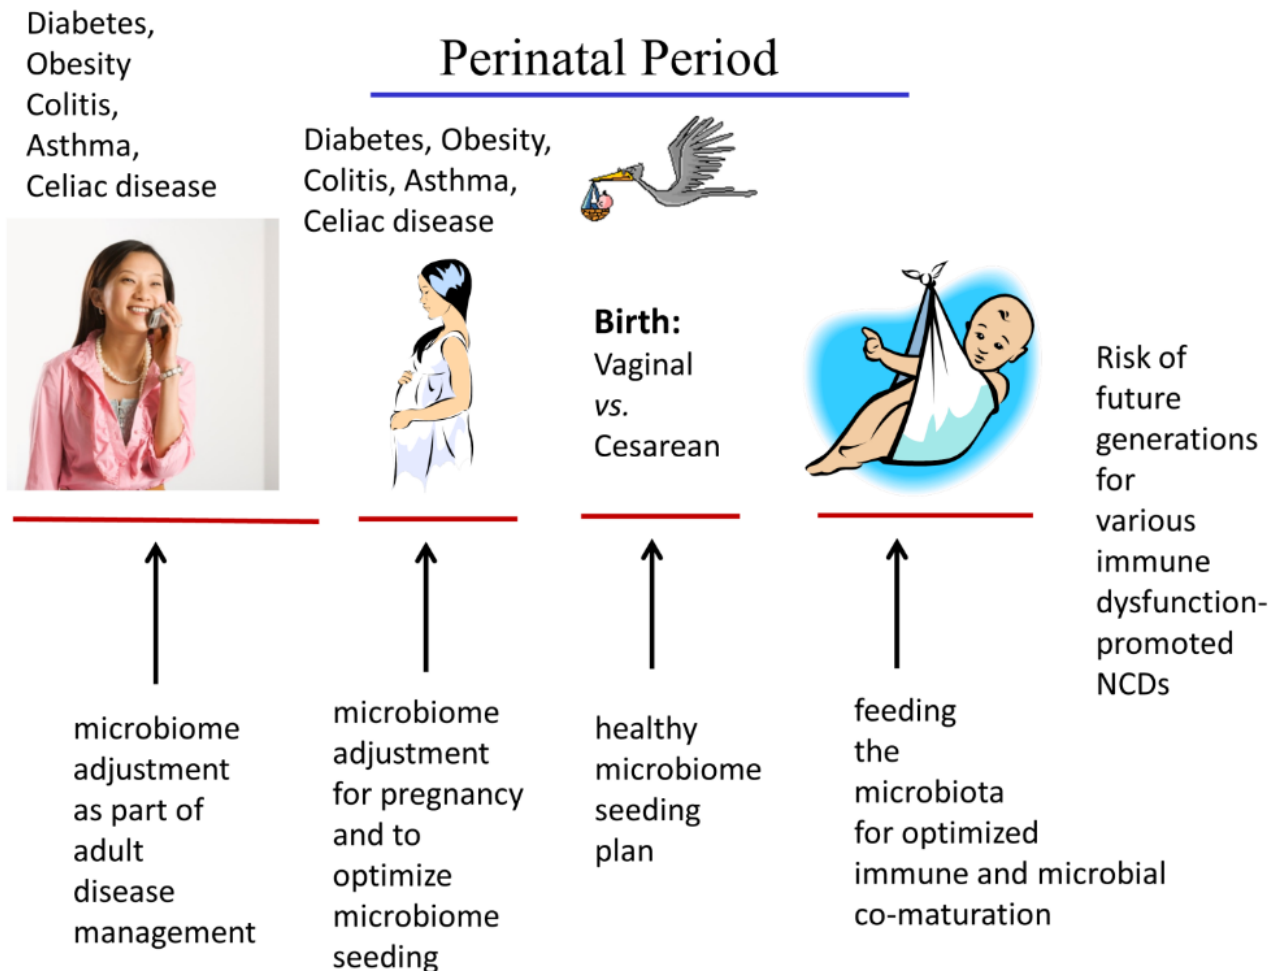 Diabetes,
Obesity
Colitis,
Asthma,
Celiac disease
Perinatal Period
Diabetes, Obesity,
Colitis, Asthma,
Celiac disease
Birth:
Vaginal
vs.
Cesarean
Risk of
future
generations
for
various
immune
dysfunction-
promoted
NCDs
microbiome
adjustment
as part of
adult
disease
management
microbiome
adjustment
for pregnancy
and to
optimize
microbiome
seeding
healthy
microbiome
seeding
plan
feeding
the
microbiota
for optimized
immune and microbial
co-maturation